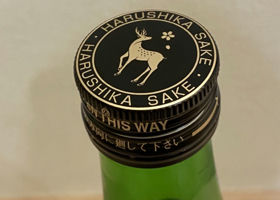 · HARUSHIKA SAKE ·
HARUSHIKA SAKE
THIS WAY
に廻して下さい